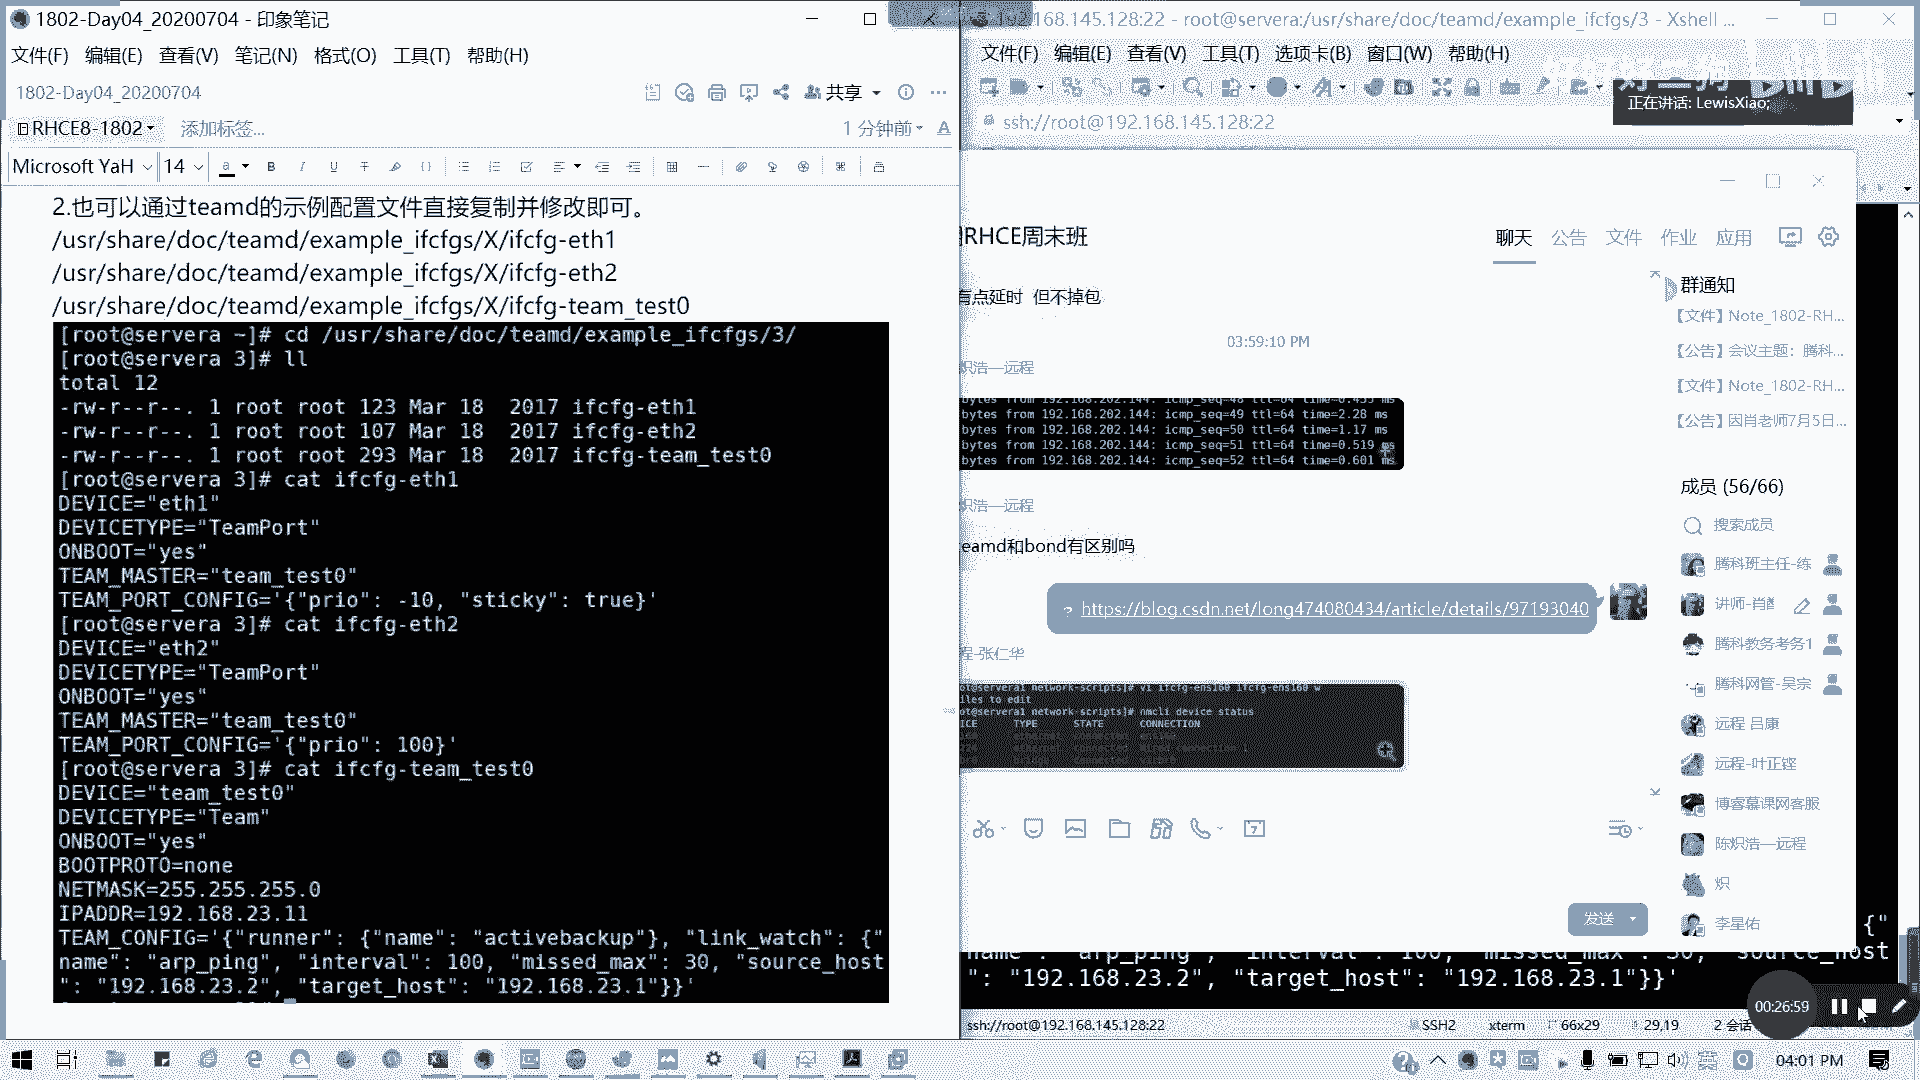 1802-Day04_20200704 - 印象笔记
文件(F) 编辑(E) 查看(V) 笔记(N) 格式(O) 工具(T) 帮助(H)
1802-Day04_20200704
共享
RHCE8-1802
添加标签...
1 分钟前
Microsoft YaH 14
2.也可以通过teamd的示例配置文件直接复制并修改即可。
/usr/share/doc/teamd/example_ifcfgs/X/ifcfg-eth1
/usr/share/doc/teamd/example_ifcfgs/X/ifcfg-eth2
/usr/share/doc/teamd/example_ifcfgs/X/ifcfg-team_test0
[root@servera ~]# cd /usr/share/doc/teamd/example_ifcfgs/3/
[root@servera 3]# ll
total 12
-rw-r--r--. 1 root root 123 Mar 18  2017 ifcfg-eth1
-rw-r--r--. 1 root root 107 Mar 18  2017 ifcfg-eth2
-rw-r--r--. 1 root root 293 Mar 18  2017 ifcfg-team_test0
[root@servera 3]# cat ifcfg-eth1
DEVICE="eth1"
DEVICETYPE="TeamPort"
ONBOOT="yes"
TEAM_MASTER="team_test0"
TEAM_PORT_CONFIG='{"prio": -10, "sticky": true}'
[root@servera 3]# cat ifcfg-eth2
DEVICE="eth2"
DEVICETYPE="TeamPort"
ONBOOT="yes"
TEAM_MASTER="team_test0"
TEAM_PORT_CONFIG='{"prio": 100}'
[root@servera 3]# cat ifcfg-team_test0
DEVICE="team_test0"
DEVICETYPE="Team"
ONBOOT="yes"
BOOTPROTO=none
NETMASK=255.255.255.0
IPADDR=192.168.23.11
TEAM_CONFIG='{"runner": {"name": "activebackup"}, "link_watch": {"
name": "arp_ping", "interval": 100, "missed_max": 30, "source_host
": "192.168.23.2", "target_host": "192.168.23.1"}}'
168.145.128:22 - root@servera:/usr/share/doc/teamd/example_ifcfgs/3 - Xshell ...
文件(F) 编辑(E) 查看(V) 工具(T) 选项卡(B) 窗口(W) 帮助(H)
正在讲话: LewisXiao;
ssh://root@192.168.145.128:22
RHCE周末班
聊天 公告 文件 作业 应用
有点延时 但不掉包
03:59:10 PM
炽浩—远程
bytes from 192.168.202.144: icmp_seq=49 ttl=64 time=2.28 ms
bytes from 192.168.202.144: icmp_seq=50 ttl=64 time=1.17 ms
bytes from 192.168.202.144: icmp_seq=51 ttl=64 time=0.519 ms
bytes from 192.168.202.144: icmp_seq=52 ttl=64 time=0.601 ms
炽浩—远程
eamd和bond有区别吗
https://blog.csdn.net/long474080434/article/details/97193040
程-张仁华
network-scripts]# vi ifcfg-ens160 ifcfg-ens160 w
iles to edit
network-scripts]# nmcli device status
ICE TYPE STATE CONNECTION
发送
群通知
【文件】Note_1802-RH...
【公告】会议主题：腾科...
【文件】Note_1802-RH...
【公告】因肖老师7月5日...
成员 (56/66)
搜索成员
腾科班主任-练
讲师-肖
腾科教务考务1
腾科网管-吴宗
远程 吕康
远程-叶正铿
博睿慕课网客服
陈炽浩—远程
炽
李星佑
{"
name": "arp_ping", "interval": 100, "missed_max": 30, "source_host
": "192.168.23.2", "target_host": "192.168.23.1"}}'
00:26:59
ssh://root@192.168.145.128:22 SSH2 xterm 66x29 29,19 2 会话
04:01 PM